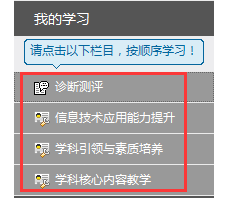 我的学习
请点击以下栏目，按顺序学习！
诊断测评
信息技术应用能力提升
学科引领与素质培养
学科核心内容教学